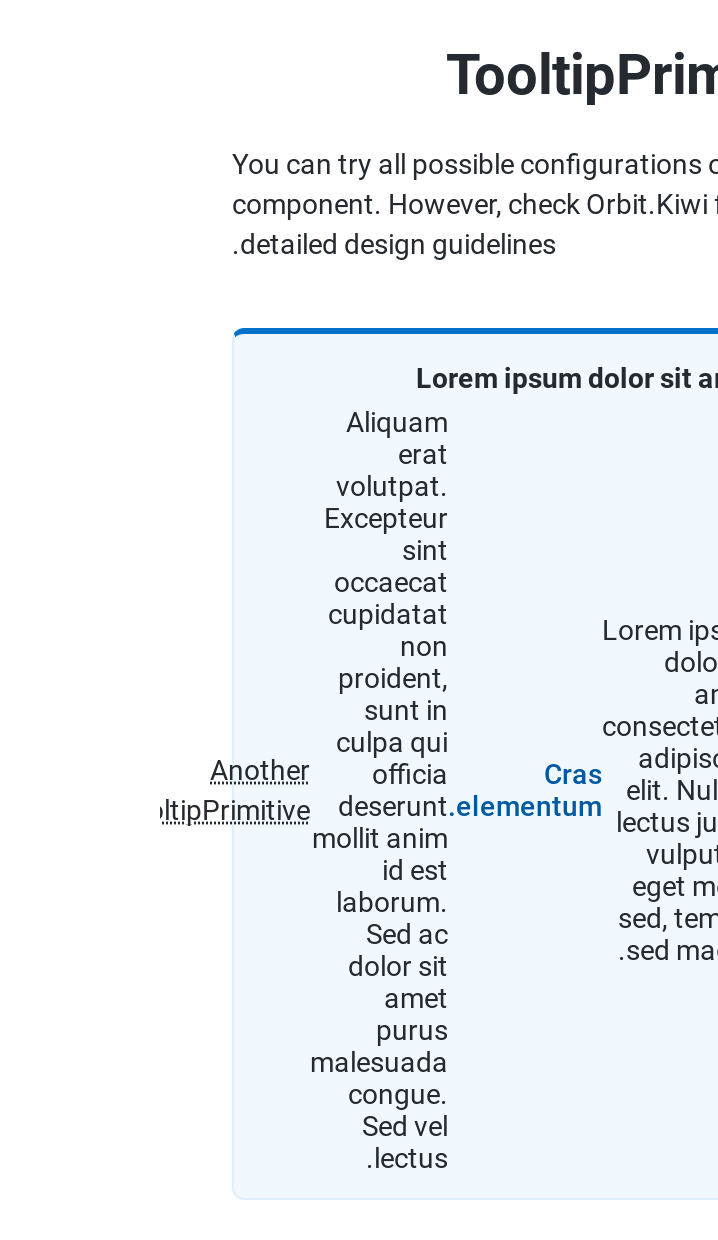 TooltipPrim
You can try all possible configurations o
component. However, check Orbit.Kiwi f
.detailed design guidelines
Lorem ipsum dolor sit a
Lorem ips
dolo
a
consectet
adipisc
elit. Nul
lectus ju
vulput
eget m
sed, tem
.sed ma
Cras
.elementum
Aliquam
erat
volutpat.
Excepteur
sint
occaecat
cupidatat
non
proident,
sunt in
culpa qui
officia
deserunt
mollit anim
id est
laborum.
Sed ac
dolor sit
amet
purus
malesuada
congue.
Sed vel
.lectus
Another
oltipPrimitive